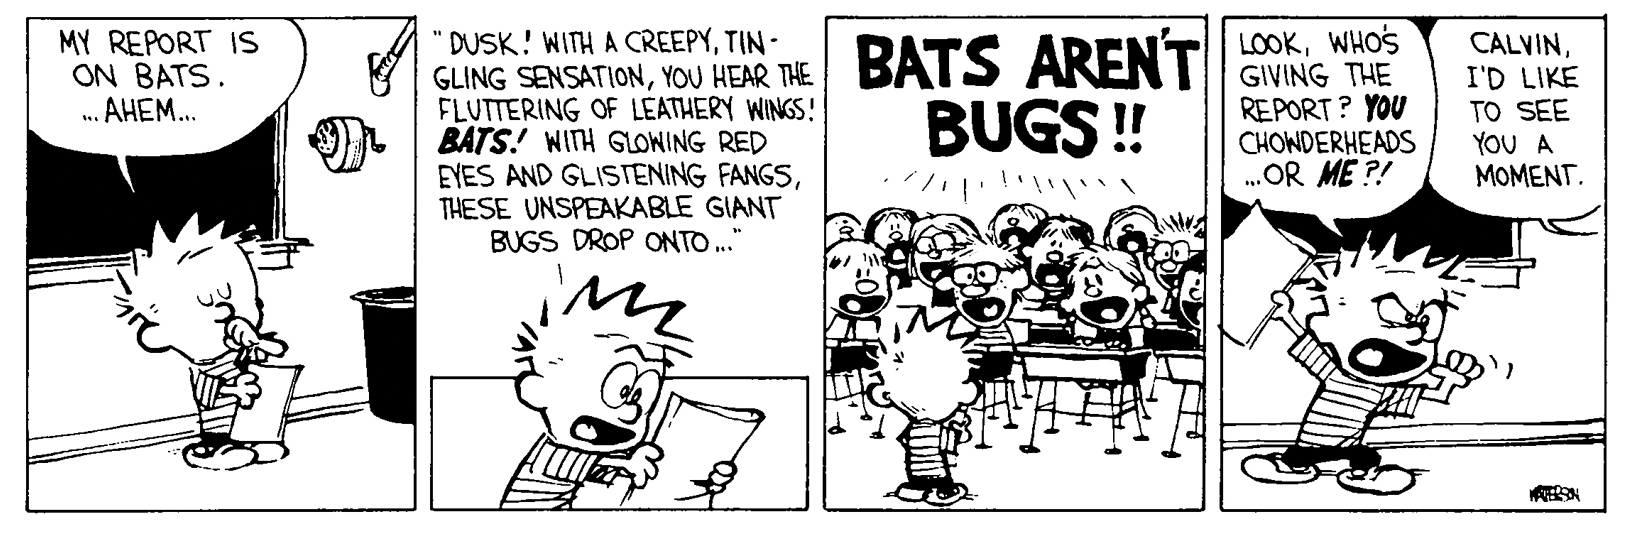 MY REPORT IS
ON BATS.
...AHEM...
"DUSK! WITH A CREEPY, TIN-
GLING SENSATION, YOU HEAR THE
FLUTTERING OF LEATHERY WINGS!
BATS! WITH GLOWING RED
EYES AND GLISTENING FANGS,
THESE UNSPEAKABLE GIANT
BUGS DROP ONTO..."
BATS AREN'T
BUGS!!
LOOK, WHO'S
GIVING THE
REPORT? YOU
CHOWDERHEADS
...OR ME?!
CALVIN,
I'D LIKE
TO SEE
YOU A
MOMENT.
WATTERSON